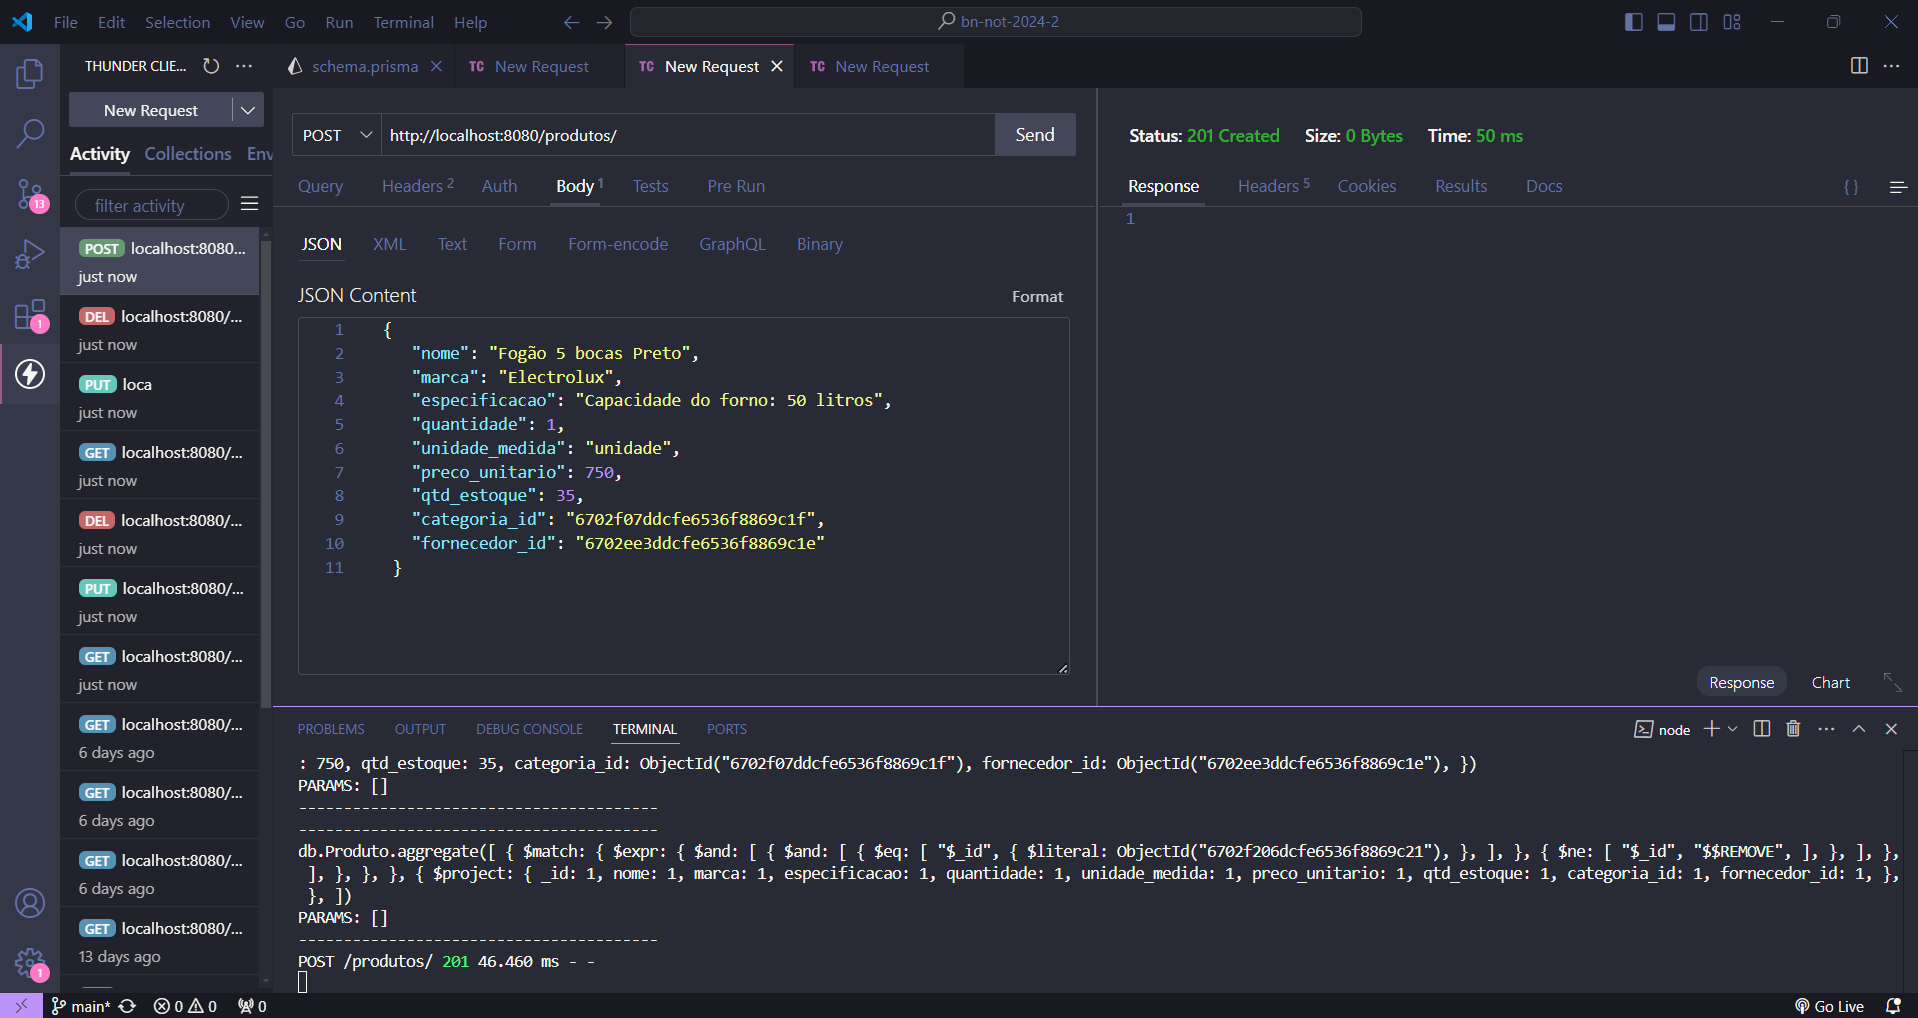 File Edit Selection View Go Run Terminal Help
bn-not-2024-2
THUNDER CLIE...
schema.prisma
TC New Request
TC New Request
TC New Request
New Request
POST http://localhost:8080/produtos/ Send
Status: 201 Created Size: 0 Bytes Time: 50 ms
Activity Collections Env
Query Headers 2 Auth Body 1 Tests Pre Run
Response Headers 5 Cookies Results Docs
{ }
filter activity
1
JSON XML Text Form Form-encode GraphQL Binary
JSON Content Format
1 {
2 "nome": "Fogão 5 bocas Preto",
3 "marca": "Electrolux",
4 "especificacao": "Capacidade do forno: 50 litros",
5 "quantidade": 1,
6 "unidade_medida": "unidade",
7 "preco_unitario": 750,
8 "qtd_estoque": 35,
9 "categoria_id": "6702f07ddcfe6536f8869c1f",
10 "fornecedor_id": "6702ee3ddcfe6536f8869c1e"
11 }
POST localhost:8080...
just now
DEL localhost:8080/...
just now
PUT loca
just now
GET localhost:8080/...
just now
DEL localhost:8080/...
just now
PUT localhost:8080/...
just now
GET localhost:8080/...
just now
GET localhost:8080/...
6 days ago
GET localhost:8080/...
6 days ago
GET localhost:8080/...
6 days ago
GET localhost:8080/...
13 days ago
13
1
1
Response Chart
PROBLEMS OUTPUT DEBUG CONSOLE TERMINAL PORTS
node
: 750, qtd_estoque: 35, categoria_id: ObjectId("6702f07ddcfe6536f8869c1f"), fornecedor_id: ObjectId("6702ee3ddcfe6536f8869c1e"), })
PARAMS: []
----------------------------------------
----------------------------------------
db.Produto.aggregate([ { $match: { $expr: { $and: [ { $and: [ { $eq: [ "$_id", { $literal: ObjectId("6702f206dcfe6536f8869c21"), }, ], }, { $ne: [ "$_id", "$$REMOVE", ], }, ], },
], }, }, }, { $project: { _id: 1, nome: 1, marca: 1, especificacao: 1, quantidade: 1, unidade_medida: 1, preco_unitario: 1, qtd_estoque: 1, categoria_id: 1, fornecedor_id: 1, },
}, ])
PARAMS: []
----------------------------------------
POST /produtos/ 201 46.460 ms - -
main* 0 0 0 Go Live